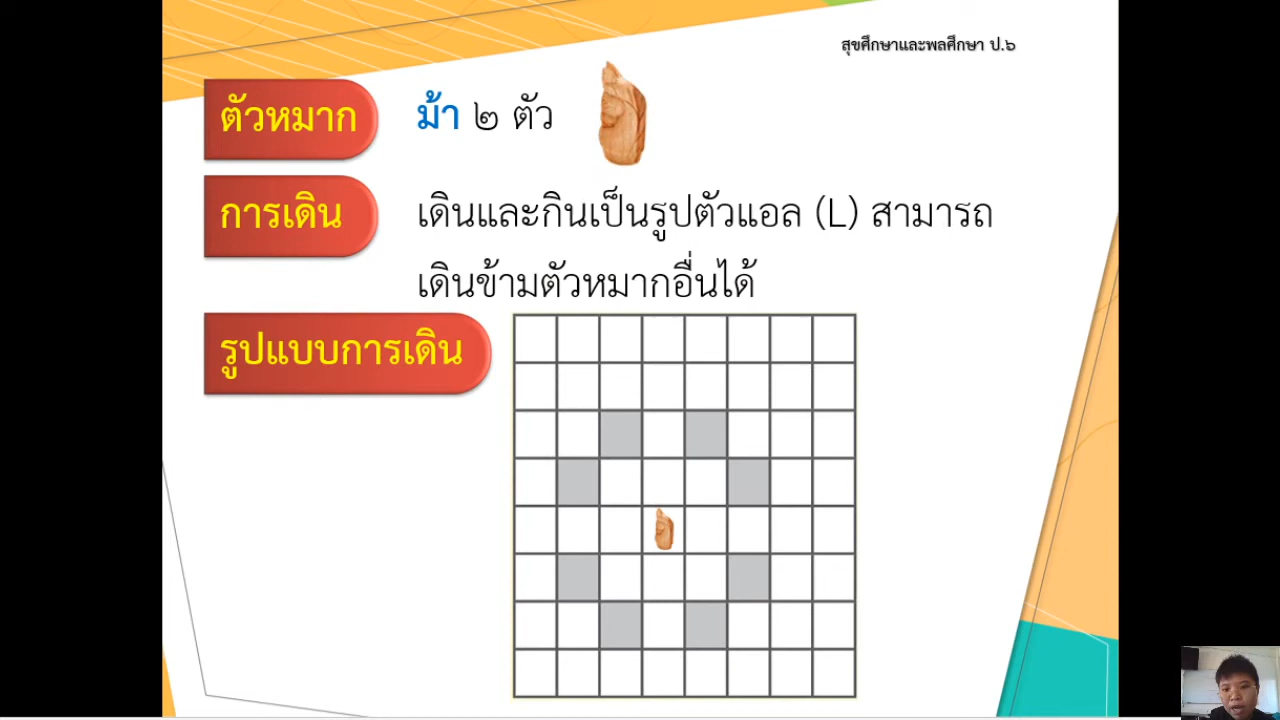 สุขศึกษาและพลศึกษา ป.๖
ตัวหมาก
ม้า ๒ ตัว
การเดิน
เดินและกินเป็นรูปตัวแอล (L) สามารถ
เดินข้ามตัวหมากอื่นได้
รูปแบบการเดิน